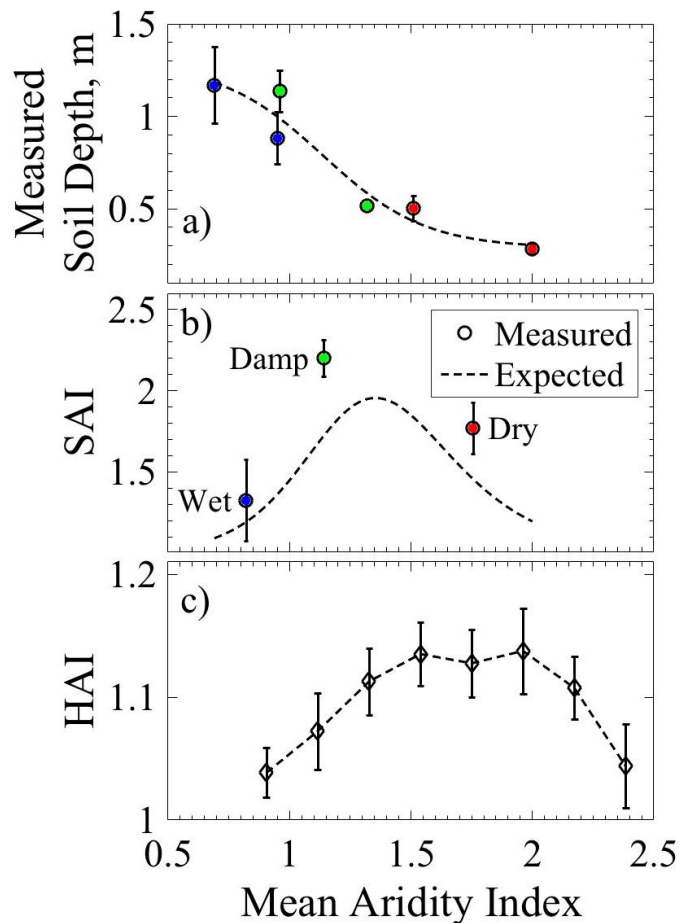 1.5
1
0.5
Measured
Soil Depth, m
a)
2.5
2
1.5
SAI
b)
Damp
Measured
Expected
Dry
Wet
1.2
1.1
1
HAI
c)
0.5 1 1.5 2 2.5
Mean Aridity Index